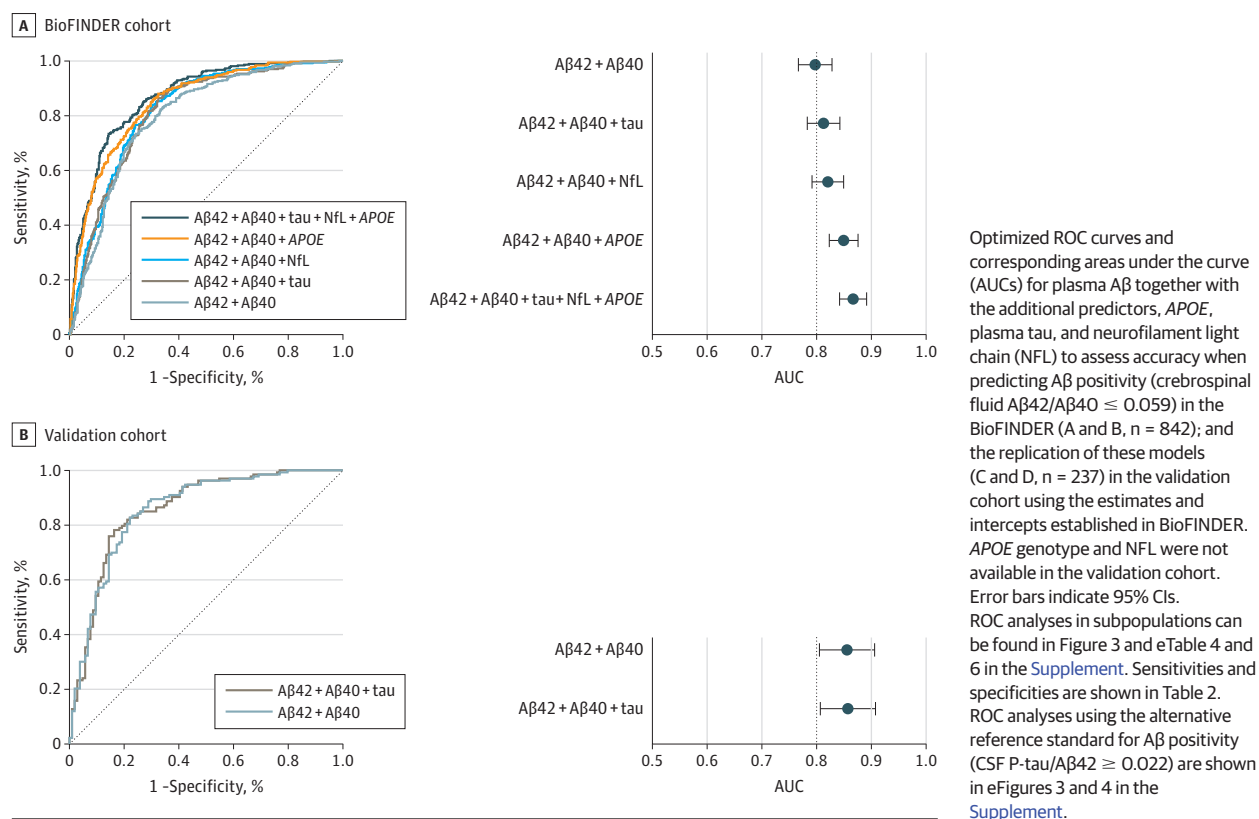 A BioFINDER cohort
1.0
0.8
0.6
0.4
0.2
0
Sensitivity, %
0 0.2 0.4 0.6 0.8 1.0
1 -Specificity, %
Aβ42 + Aβ40 + tau + NfL + APOE
Aβ42 + Aβ40 + APOE
Aβ42 + Aβ40 + NfL
Aβ42 + Aβ40 + tau
Aβ42 + Aβ40
Aβ42 + Aβ40
Aβ42 + Aβ40 + tau
Aβ42 + Aβ40 + NfL
Aβ42 + Aβ40 + APOE
Aβ42 + Aβ40 + tau + NfL + APOE
0.5 0.6 0.7 0.8 0.9 1.0
AUC
B Validation cohort
1.0
0.8
0.6
0.4
0.2
0
Sensitivity, %
0 0.2 0.4 0.6 0.8 1.0
1 -Specificity, %
Aβ42 + Aβ40 + tau
Aβ42 + Aβ40
Aβ42 + Aβ40
Aβ42 + Aβ40 + tau
0.5 0.6 0.7 0.8 0.9 1.0
AUC
Optimized ROC curves and
corresponding areas under the curve
(AUCs) for plasma Aβ together with
the additional predictors, APOE,
plasma tau, and neurofilament light
chain (NFL) to assess accuracy when
predicting Aβ positivity (crebrospinal
fluid Aβ42/Aβ40 ≤ 0.059) in the
BioFINDER (A and B, n = 842); and
the replication of these models
(C and D, n = 237) in the validation
cohort using the estimates and
intercepts established in BioFINDER.
APOE genotype and NFL were not
available in the validation cohort.
Error bars indicate 95% CIs.
ROC analyses in subpopulations can
be found in Figure 3 and eTable 4 and
6 in the Supplement. Sensitivities and
specificities are shown in Table 2.
ROC analyses using the alternative
reference standard for Aβ positivity
(CSF P-tau/Aβ42 ≥ 0.022) are shown
in eFigures 3 and 4 in the
Supplement.